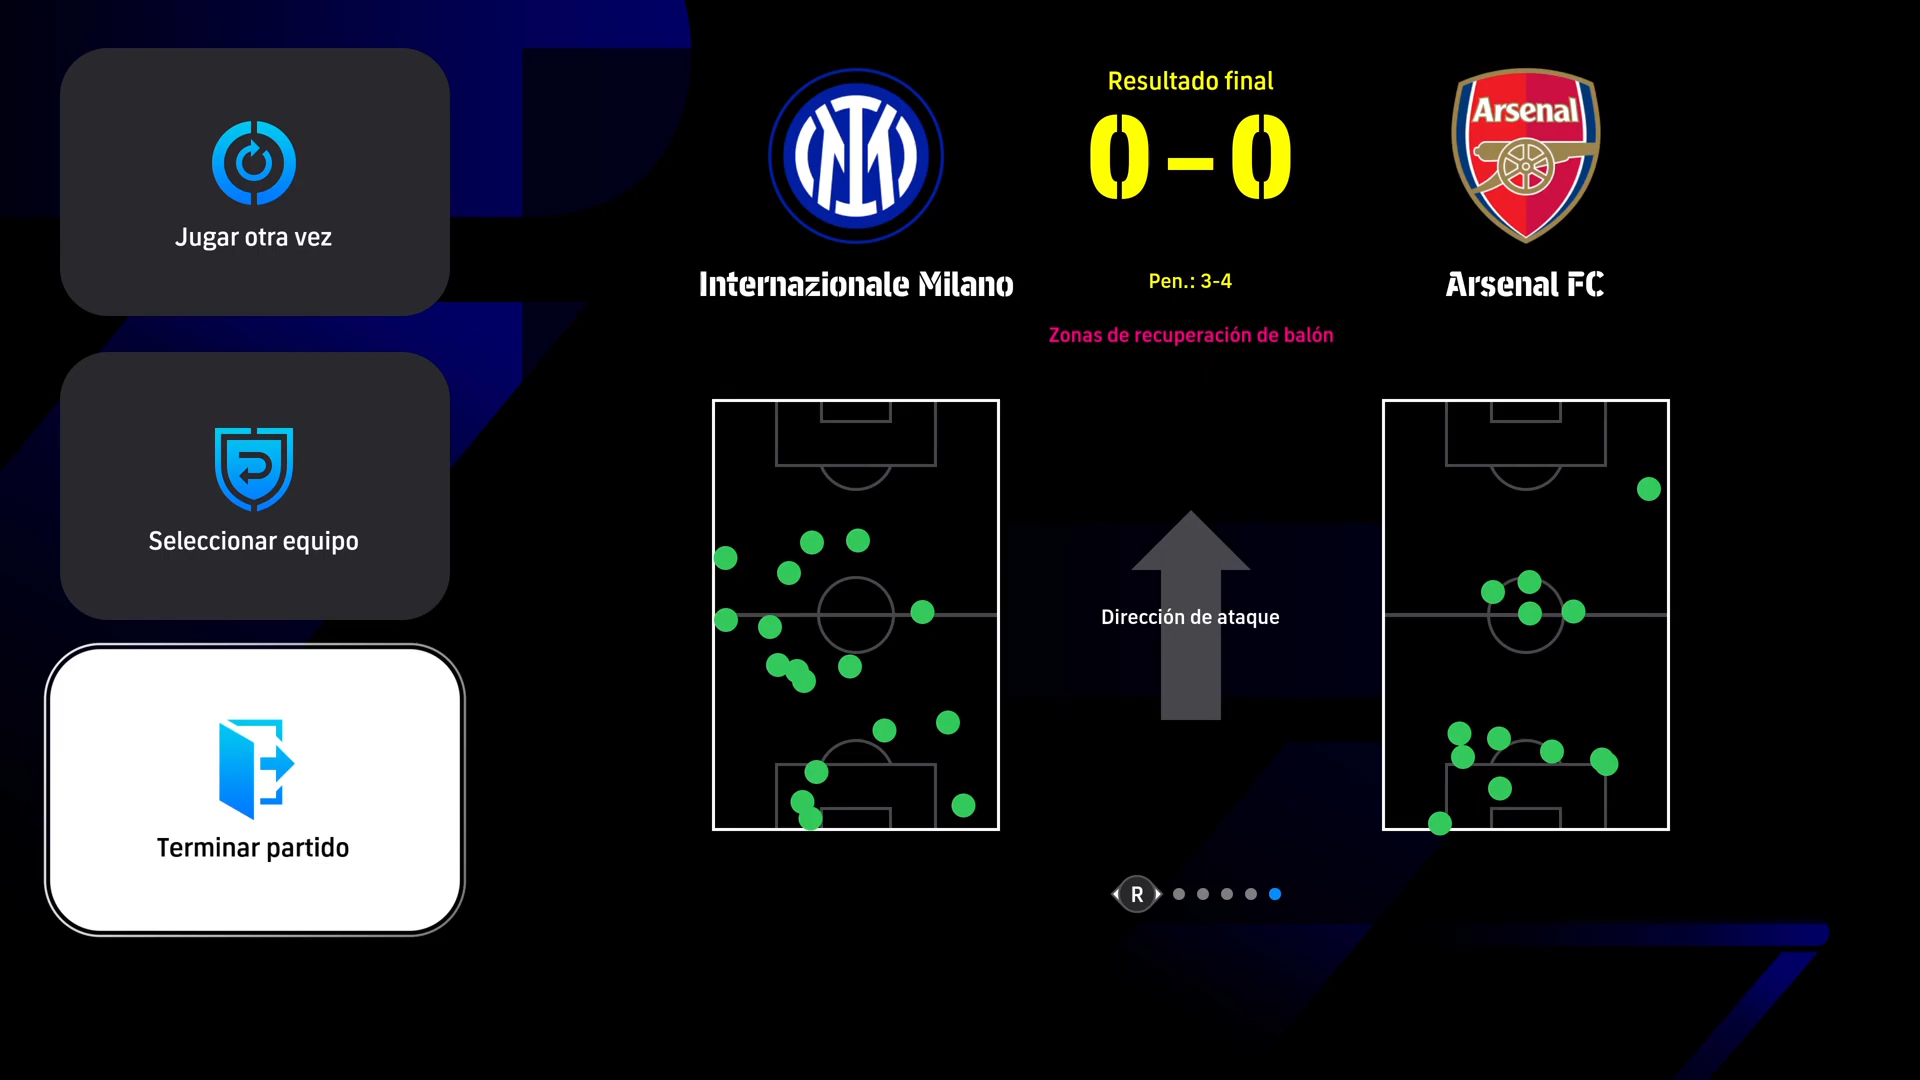 Jugar otra vez
Seleccionar equipo
Terminar partido
Resultado final
0 – 0
Arsenal
Internazionale Milano
Pen.: 3-4
Arsenal FC
Zonas de recuperación de balón
Dirección de ataque
R